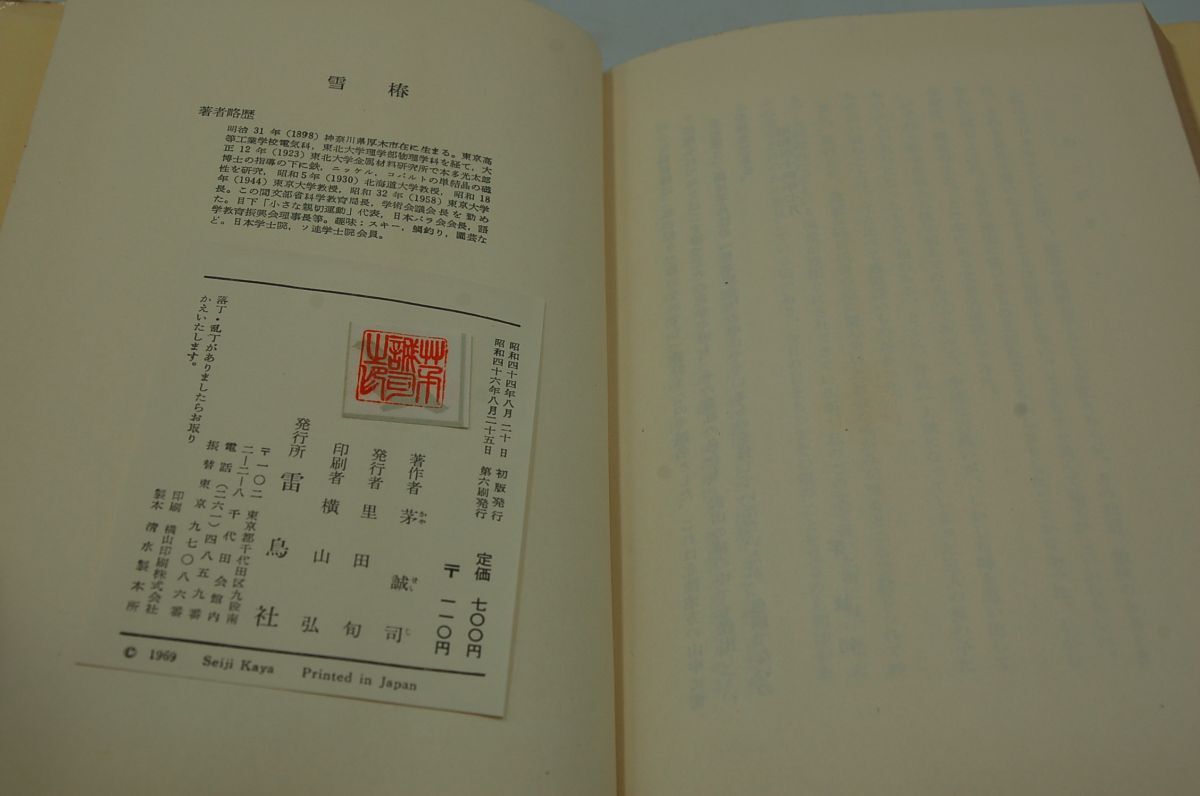 雪椿
著者略歴
明治 31 年 (1898) 神奈川県厚木市在に生まる。東京高
等工業学校電気科, 東北大学理学部物理学科を経て, 大
正 12 年 (1923) 東北大学金属材料研究所で本多光太郎
博士の指導の下に鉄, ニッケル, コバルトの単結晶の磁
性を研究, 昭和5年 (1930) 北海道大学教授, 昭和 18
年 (1944) 東京大学教授, 昭和 32 年 (1958) 東京大学
長。この間文部省科学教育局長, 学術会議会長を勤め
た。目下「小さな親切運動」代表, 日本バラ会会長, 語
学教育振興会理事長等。趣味: スキー, 鯛釣り, 園芸な
ど。日本学士院, ソ連学士院会員。
昭和四十四年八月二十日 初版発行
昭和四十六年八月二十五日 第六刷発行
定価 七〇〇円
〒 一一〇円
著作者 茅 誠司
かや せいじ
発行者 里田旬
印刷者 横山弘
発行所 雷鳥社
〒一〇二 東京都千代田区九段南
二―二―八 千代田会館内
電話 (二六一) 四八五九番
振替東京 九七〇八六番
印刷 横山印刷株式会社
製本 清水製本所
落丁・乱丁がありましたらお取り
かえいたします。
茅誠司之印
© 1969 Seiji Kaya Printed in Japan